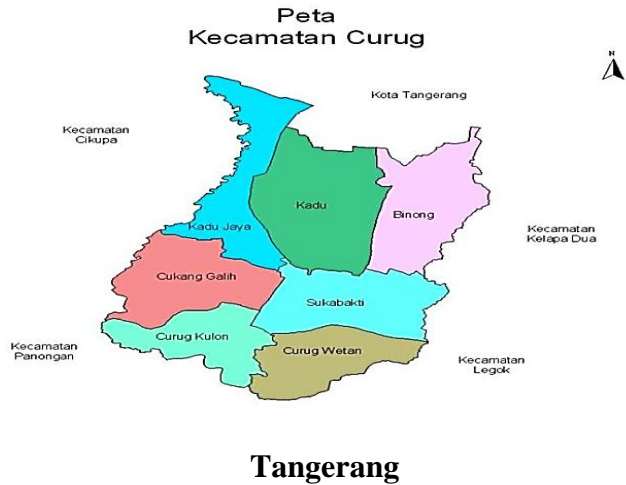 Peta
Kecamatan Curug
N
Kota Tangerang
Kecamatan
Cikupa
Kadu
Binong
Kadu Jaya
Kecamatan
Kelapa Dua
Cukang Galih
Sukabakti
Curug Kulon
Kecamatan
Panongan
Curug Wetan
Kecamatan
Legok
Tangerang